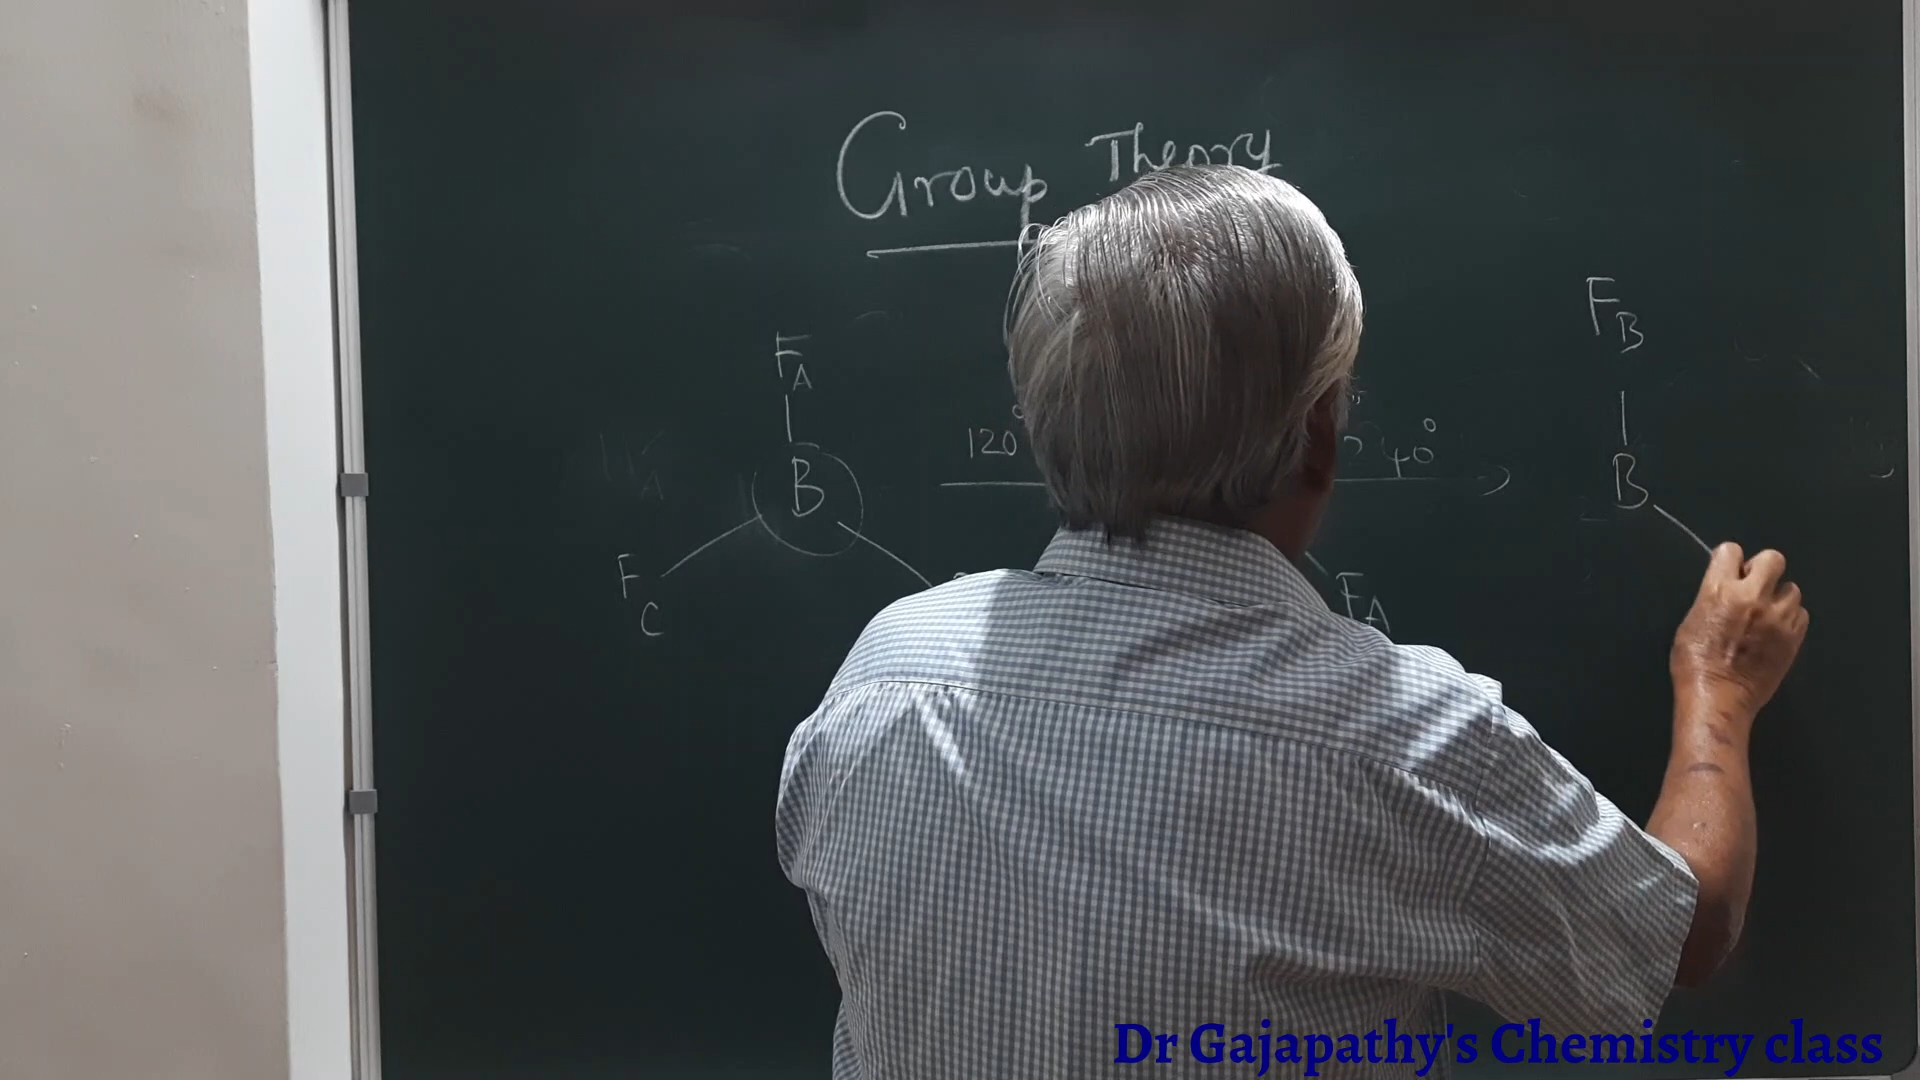 Group Theory
F_A
B
F_C
120°
240°
F_A
F_B
B
Dr Gajapathy's Chemistry class